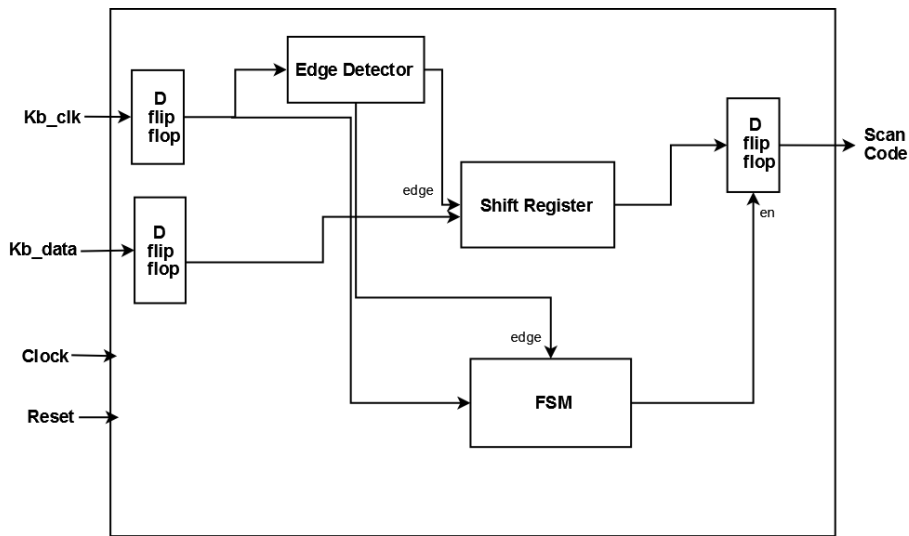 Edge Detector
D
flip
flop
Kb_clk
D
flip
flop
Scan
Code
edge
Shift Register
en
D
flip
flop
Kb_data
edge
Clock
FSM
Reset